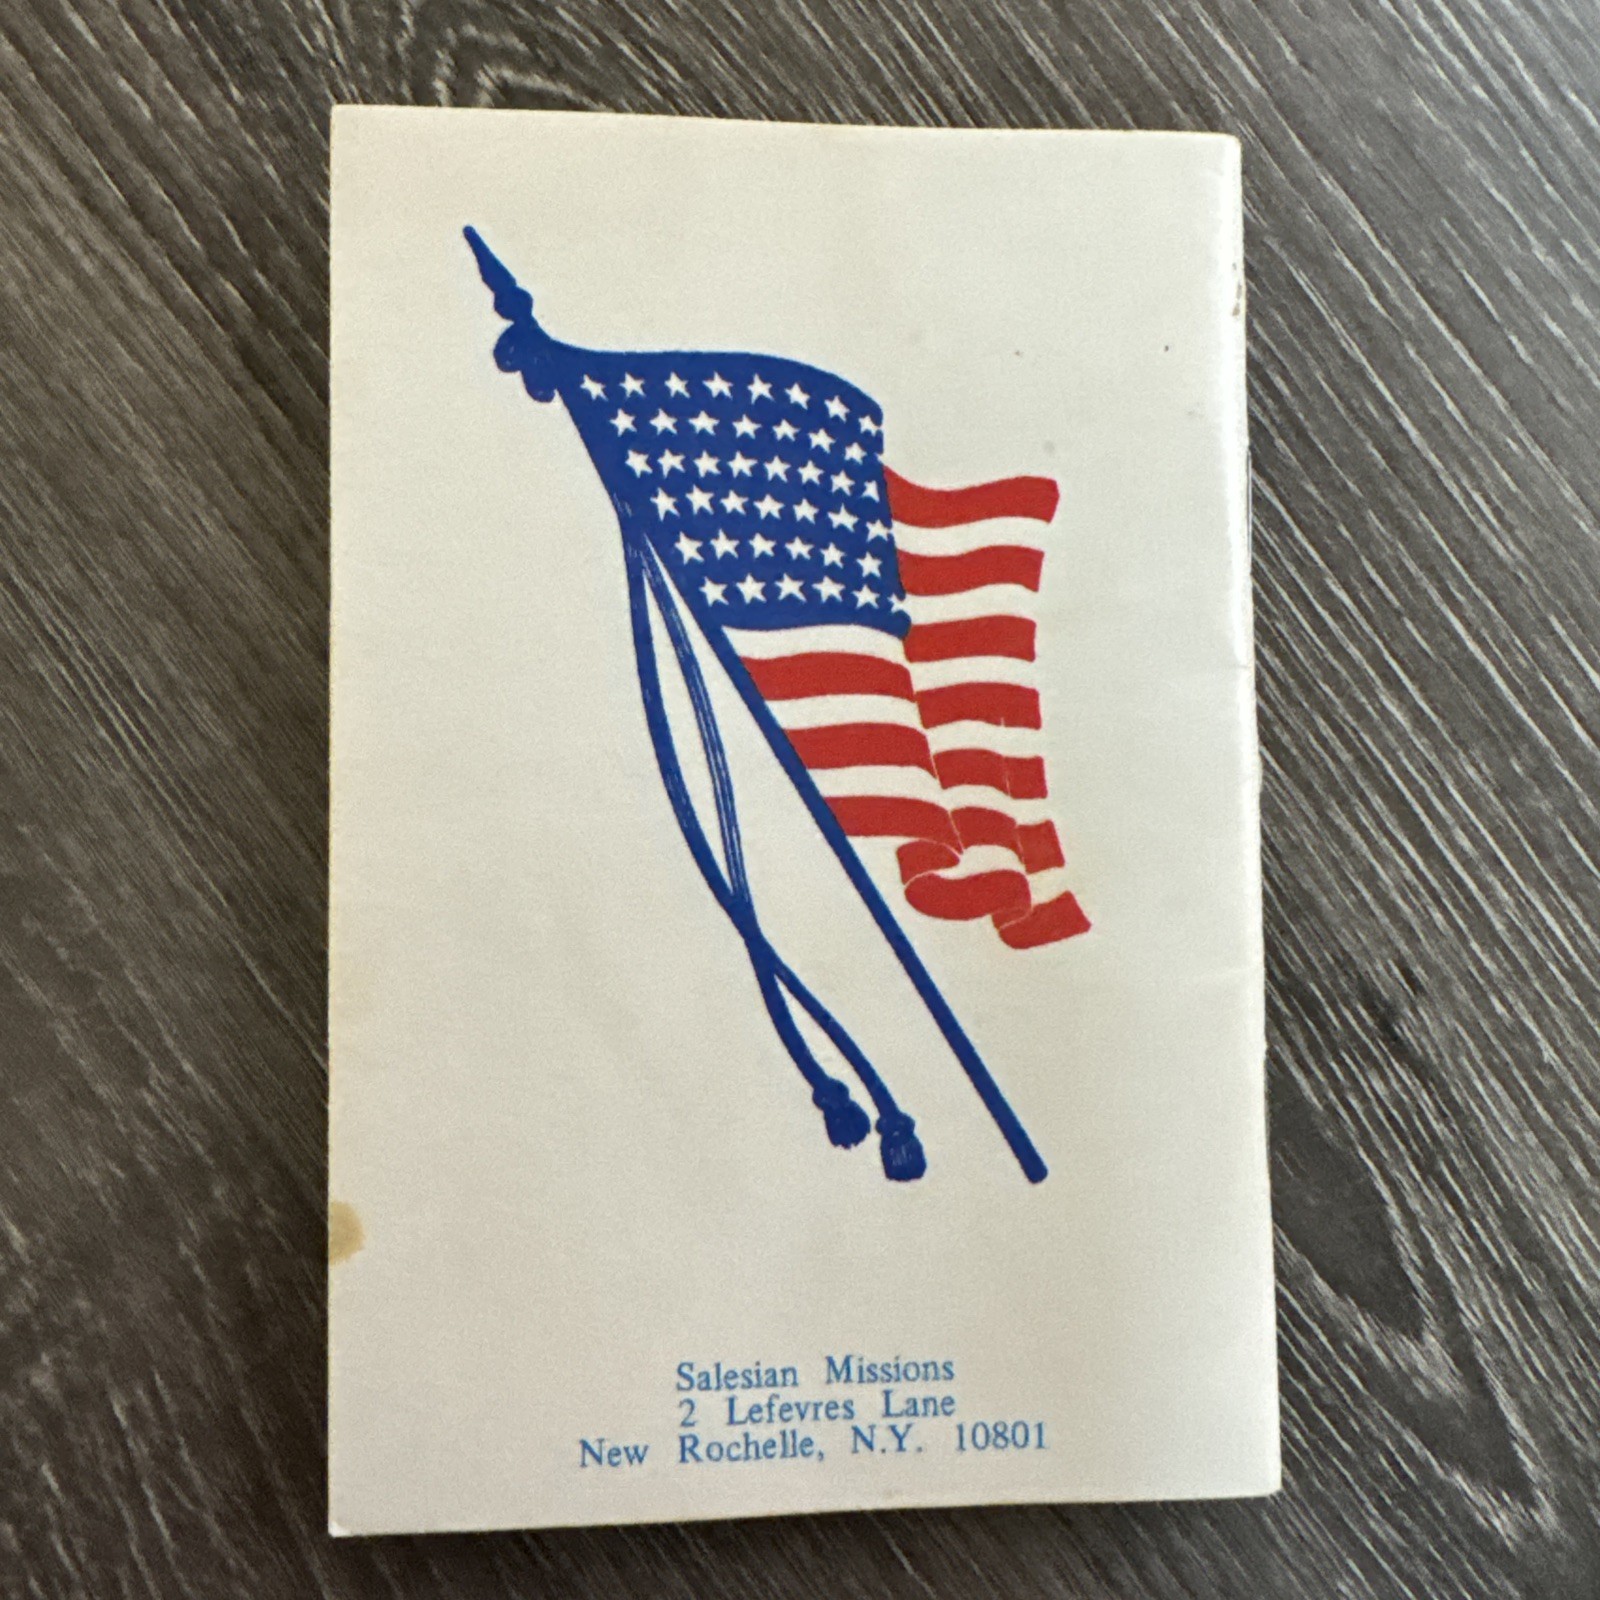 Salesian Missions
2 Lefevres Lane
New Rochelle, N.Y. 10801